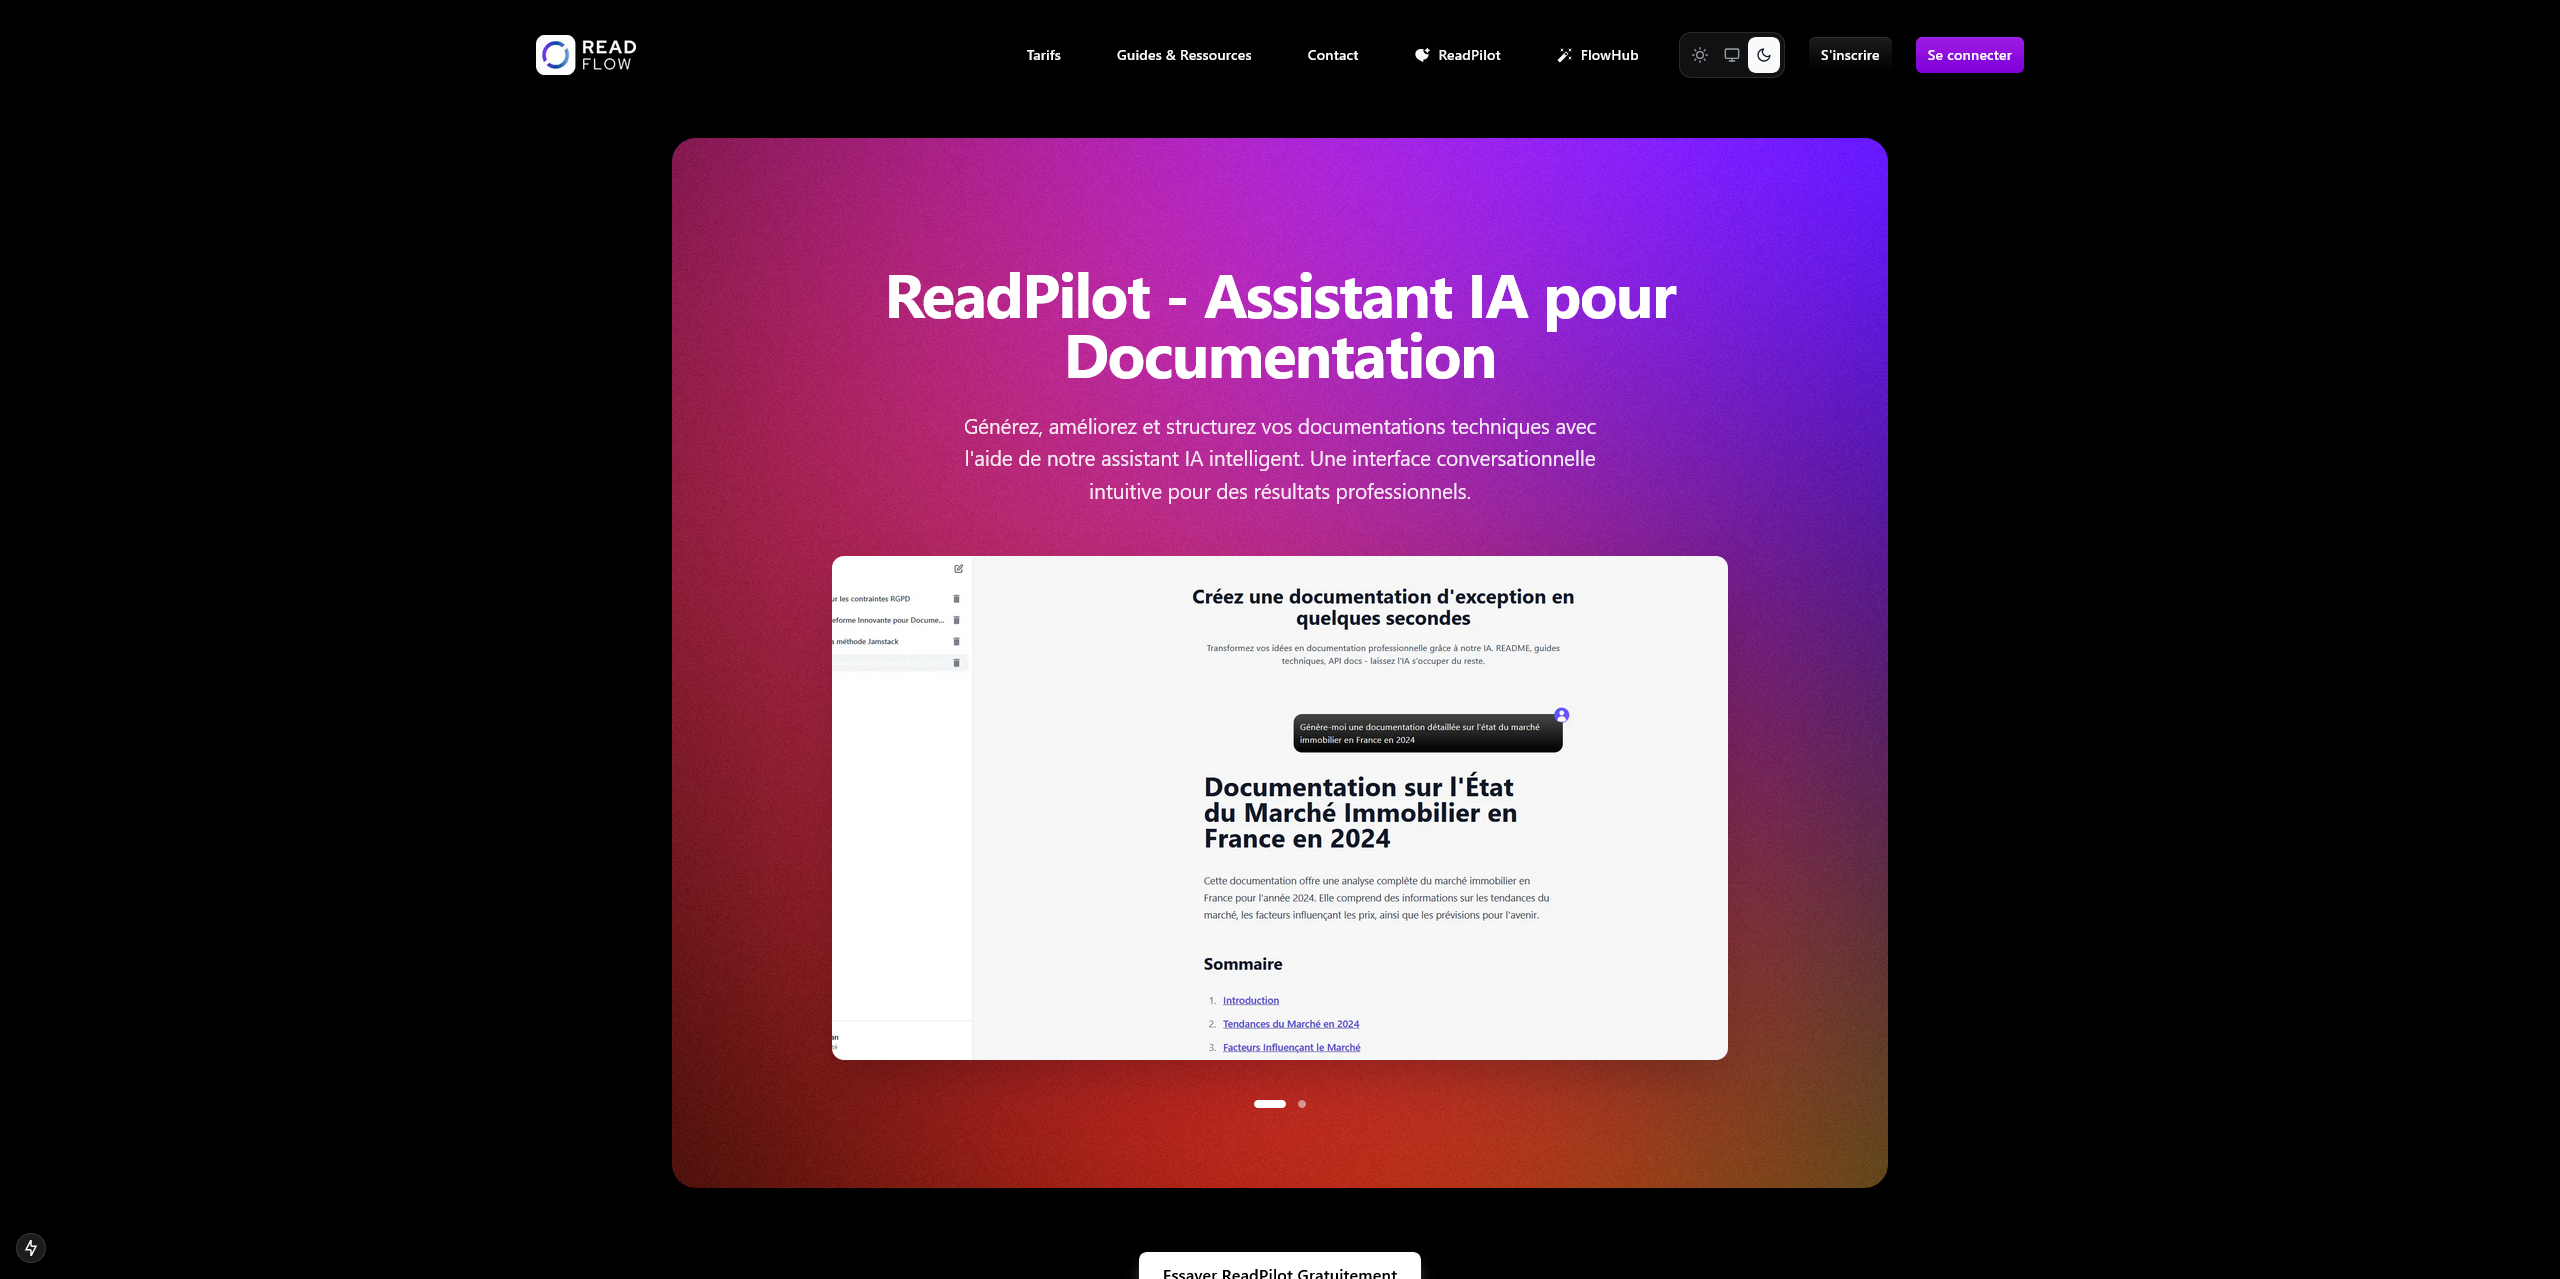 READ
FLOW
Tarifs
Guides & Ressources
Contact
ReadPilot
FlowHub
S'inscrire
Se connecter
ReadPilot - Assistant IA pour
Documentation
Générez, améliorez et structurez vos documentations techniques avec
l'aide de notre assistant IA intelligent. Une interface conversationnelle
intuitive pour des résultats professionnels.
ur les contraintes RGPD
eforme Innovante pour Docume...
a méthode Jamstack
an
Créez une documentation d'exception en
quelques secondes
Transformez vos idées en documentation professionnelle grâce à notre IA. README, guides
techniques, API docs - laissez l'IA s'occuper du reste.
Génère-moi une documentation détaillée sur l'état du marché
immobilier en France en 2024
Documentation sur l'État
du Marché Immobilier en
France en 2024
Cette documentation offre une analyse complète du marché immobilier en
France pour l'année 2024. Elle comprend des informations sur les tendances du
marché, les facteurs influençant les prix, ainsi que les prévisions pour l'avenir.
Sommaire
1. Introduction
2. Tendances du Marché en 2024
3. Facteurs Influençant le Marché
Essayer ReadPilot Gratuitement